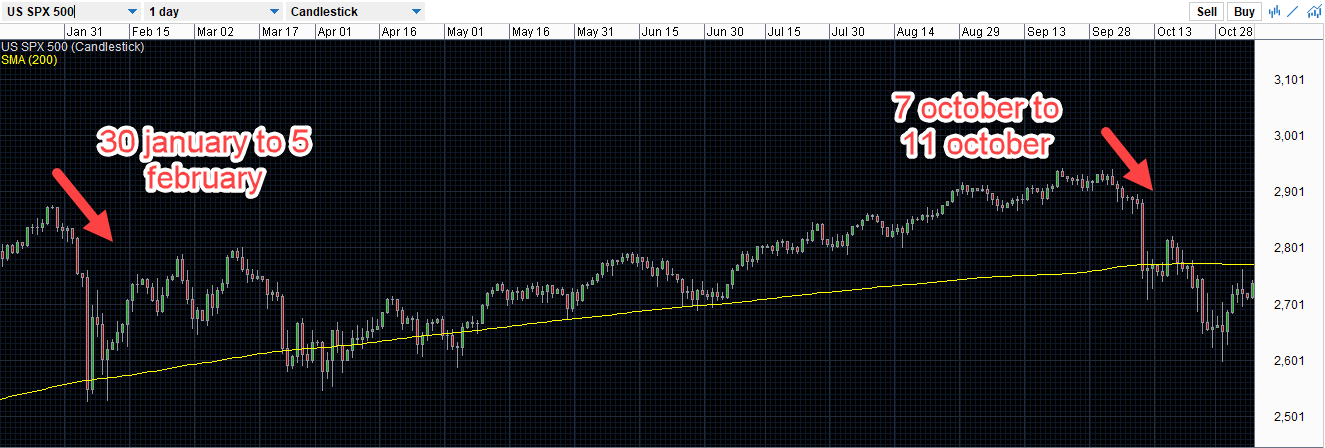 US SPX 500 1 day Candlestick Sell Buy
Jan 31 Feb 15 Mar 02 Mar 17 Apr 01 Apr 16 May 01 May 16 May 31 Jun 15 Jun 30 Jul 15 Jul 30 Aug 14 Aug 29 Sep 13 Sep 28 Oct 13 Oct 28
US SPX 500 (Candlestick)
SMA (200)
30 january to 5
february
7 october to
11 october
3,101
3,001
2,901
2,801
2,701
2,601
2,501